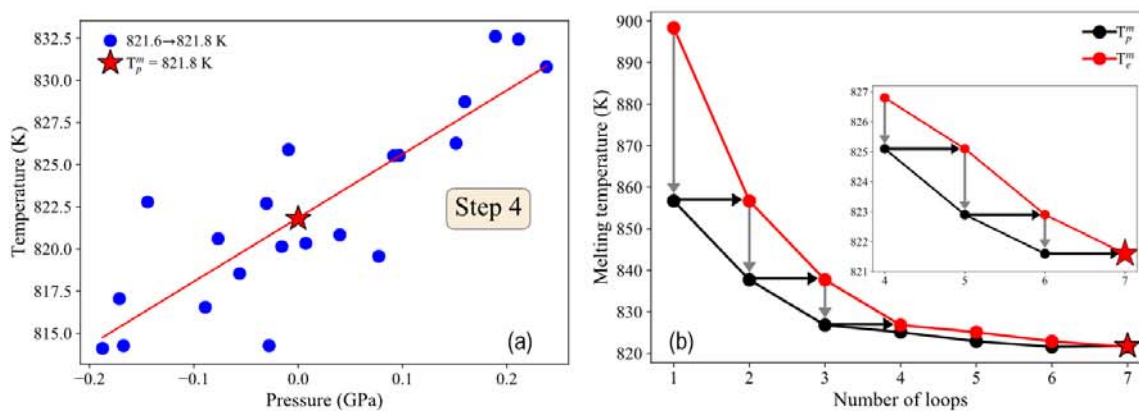 832.5
830.0
827.5
825.0
822.5
820.0
817.5
815.0
Temperature (K)
821.6→821.8 K
T_p^m = 821.8 K
Step 4
(a)
−0.2 −0.1 0.0 0.1 0.2
Pressure (GPa)
900
890
880
870
860
850
840
830
820
Melting temperature (K)
T_p^m
T_e^m
827
826
825
824
823
822
821
4 5 6 7
(b)
1 2 3 4 5 6 7
Number of loops